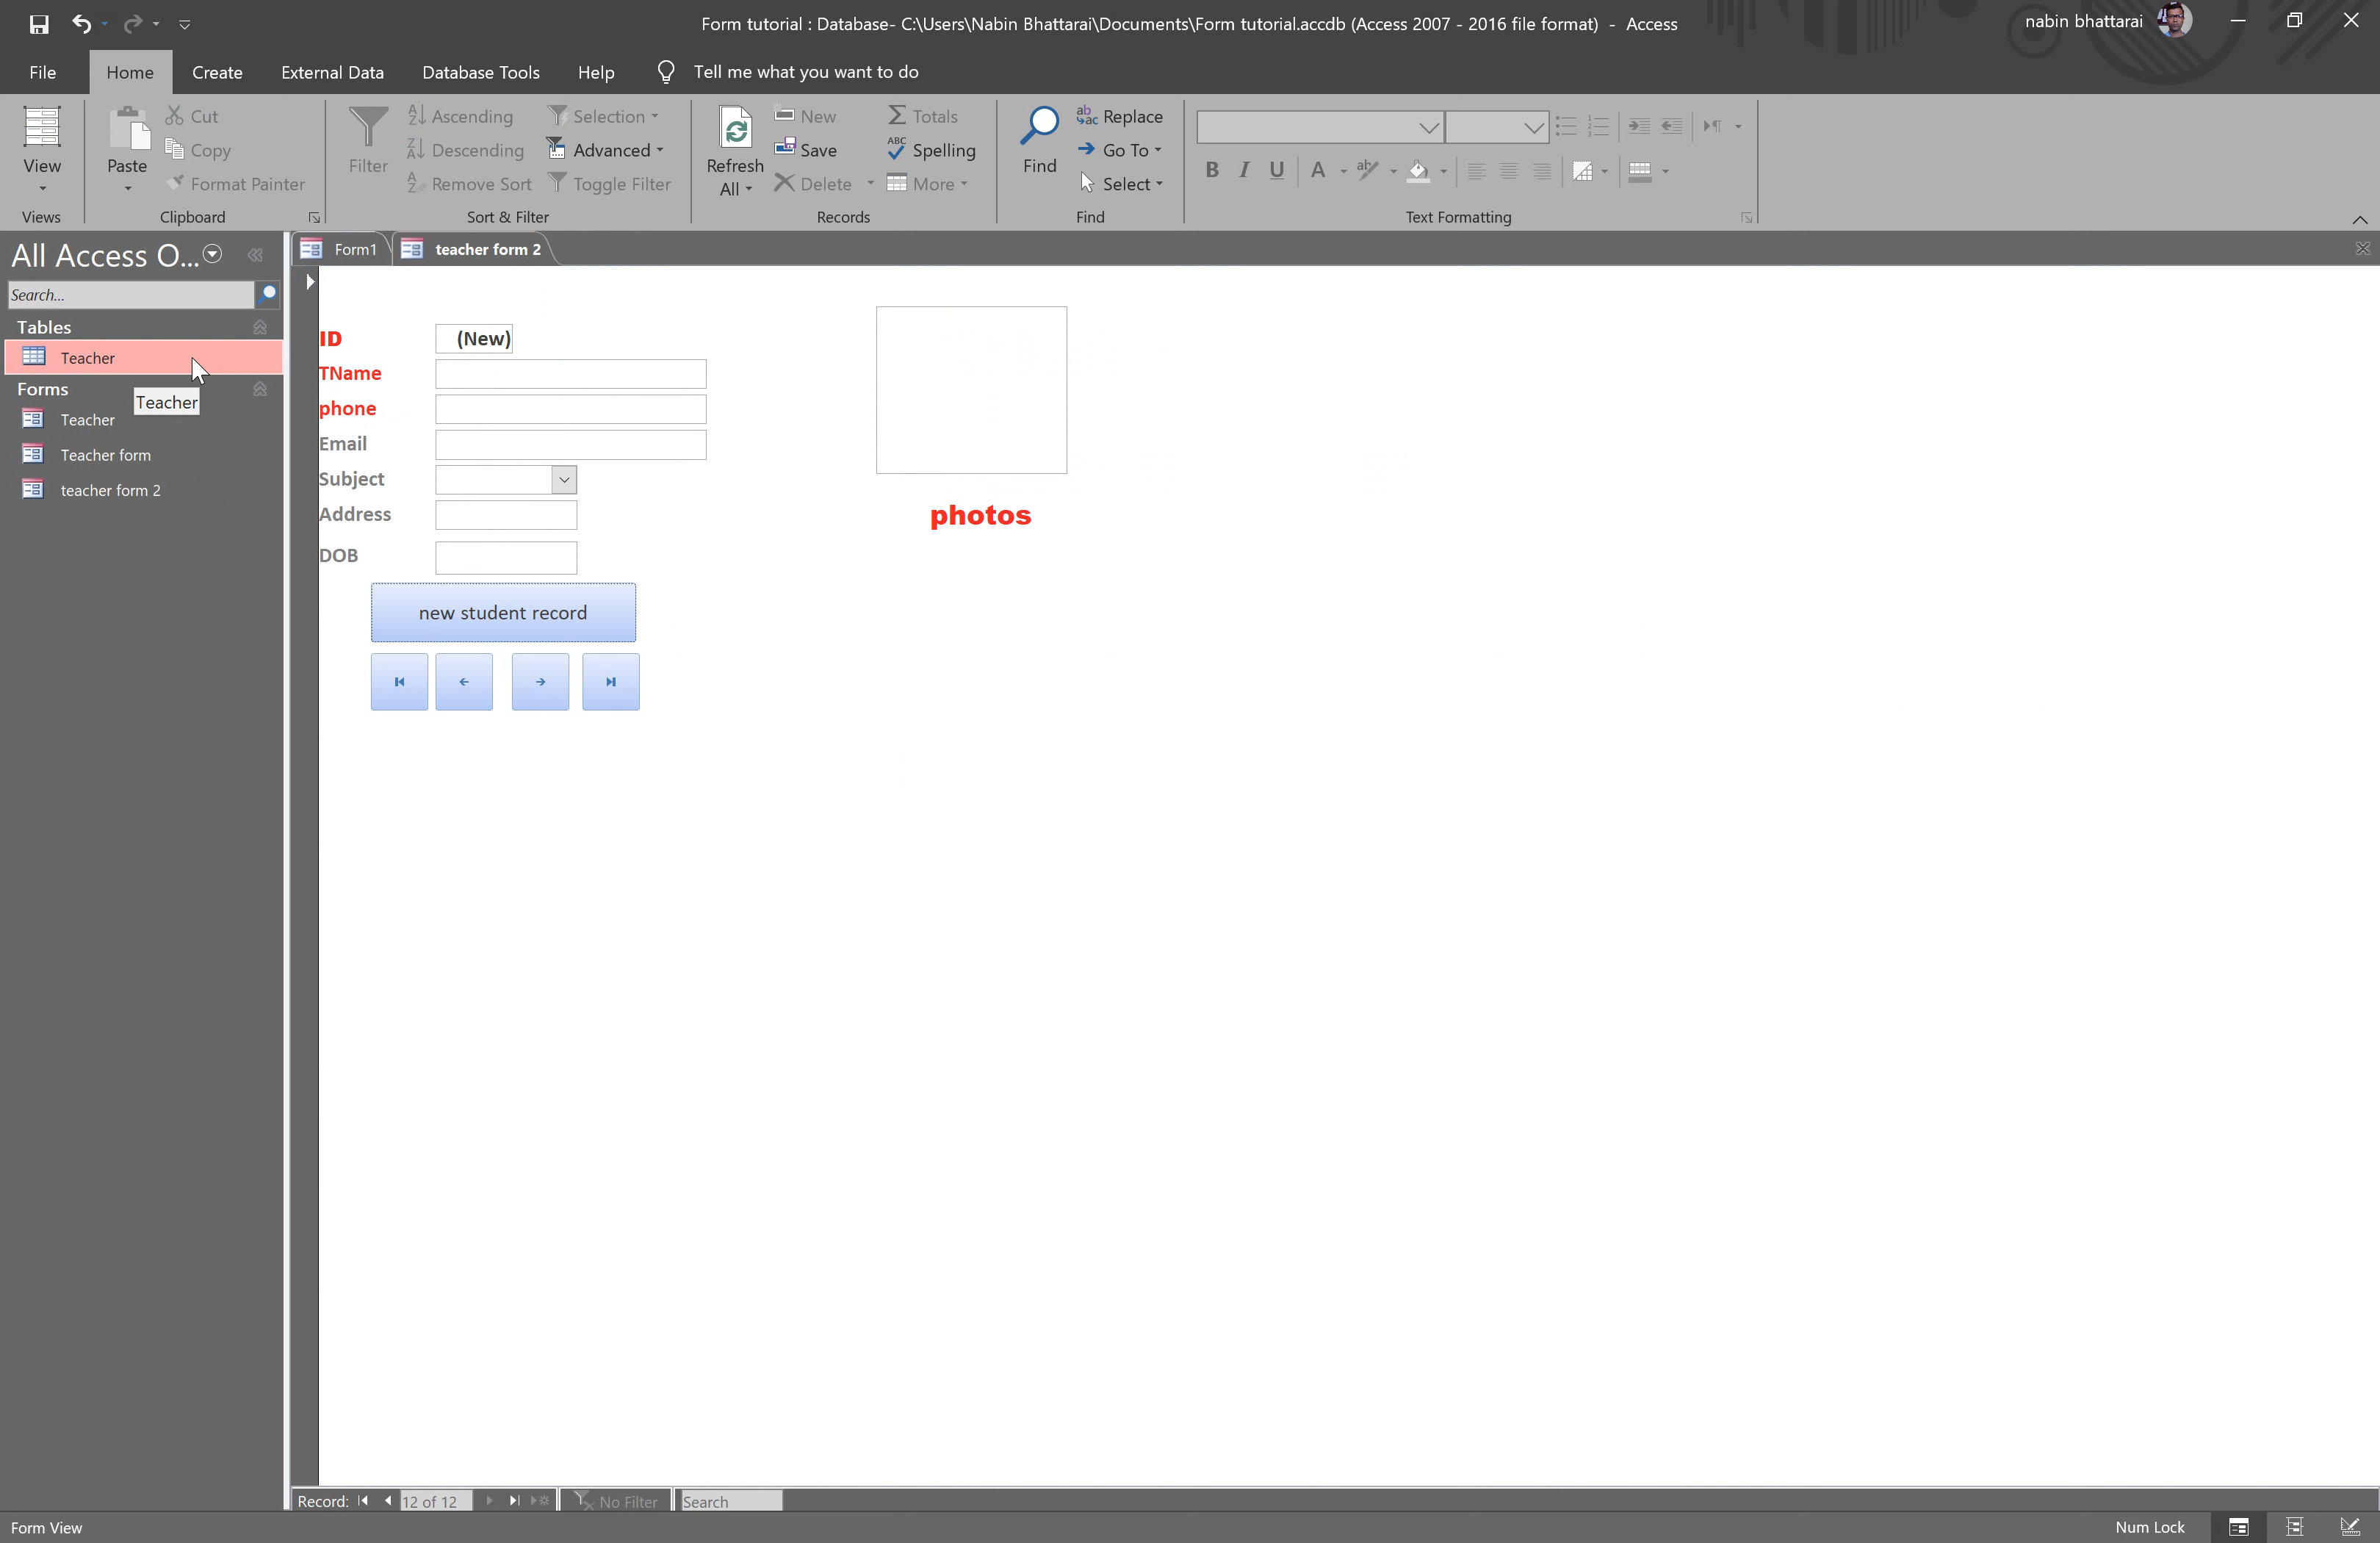 Form tutorial : Database- C:\Users\Nabin Bhattarai\Documents\Form tutorial.accdb (Access 2007 - 2016 file format) - Access
nabin bhattarai
File Home Create External Data Database Tools Help Tell me what you want to do
View
Views
Paste
Cut
Copy
Format Painter
Clipboard
Filter
Ascending
Descending
Remove Sort
Selection
Advanced
Toggle Filter
Sort & Filter
Refresh
All
New
Save
Delete
Totals
Spelling
More
Records
Find
Replace
Go To
Select
Find
B I U A
Text Formatting
All Access O...
Search...
Tables
Teacher
Forms
Teacher
Teacher
Teacher form
teacher form 2
Form1
teacher form 2
ID (New)
TName
phone
Email
Subject
Address
DOB
photos
new student record
Record: 12 of 12 No Filter Search
Form View
Num Lock